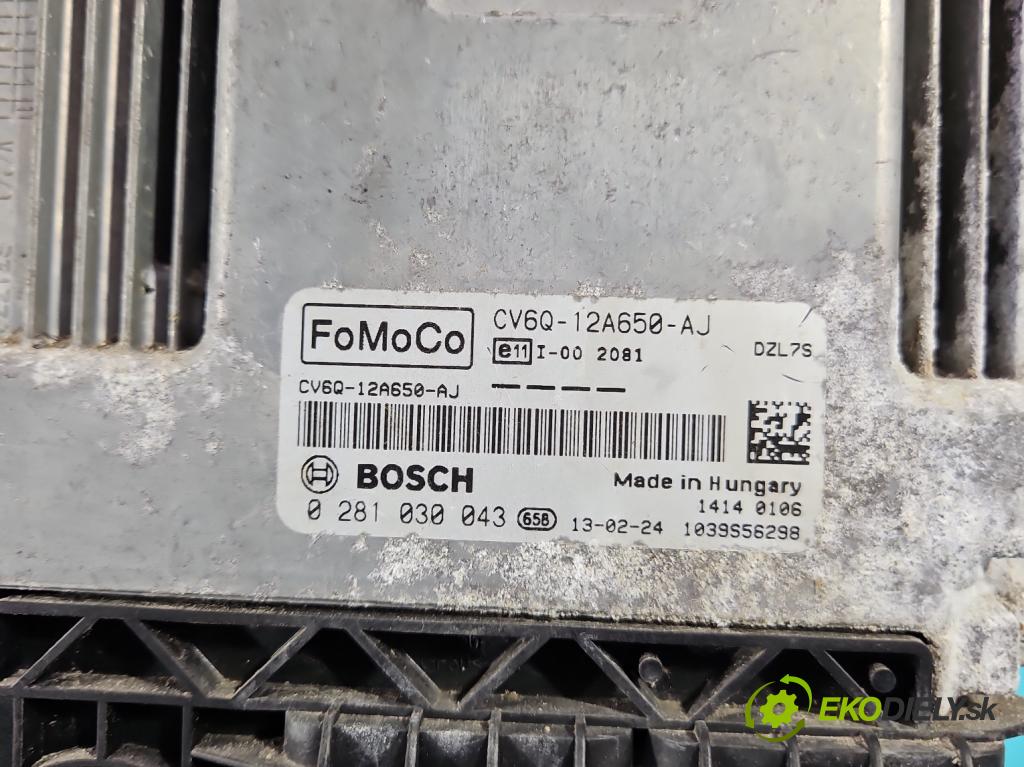 FoMoCo
CV6Q-12A650-AJ
e11 I-00 2081
DZL7S
CV6Q-12A650-AJ
BOSCH
Made in Hungary
1414 0106
0 281 030 043 658 13-02-24 1039S56298
EKODIELY.sk